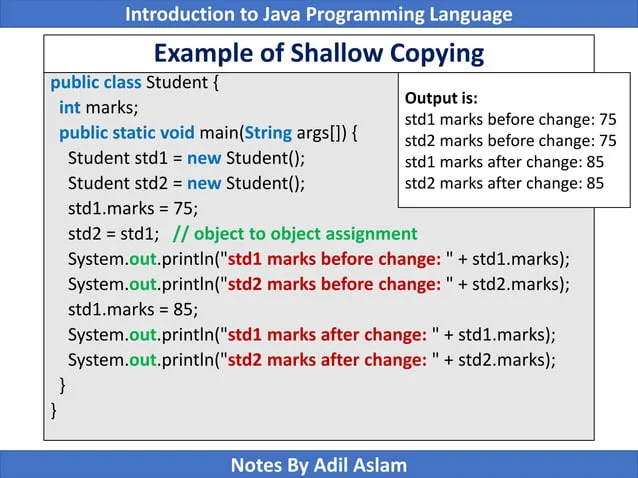 Introduction to Java Programming Language
Example of Shallow Copying
public class Student {
int marks;
public static void main(String args[]) {
Student std1 = new Student();
Student std2 = new Student();
std1.marks = 75;
std2 = std1;   // object to object assignment
System.out.println("std1 marks before change: " + std1.marks);
System.out.println("std2 marks before change: " + std2.marks);
std1.marks = 85;
System.out.println("std1 marks after change: " + std1.marks);
System.out.println("std2 marks after change: " + std2.marks);
}
}
Output is:
std1 marks before change: 75
std2 marks before change: 75
std1 marks after change: 85
std2 marks after change: 85
Notes By Adil Aslam